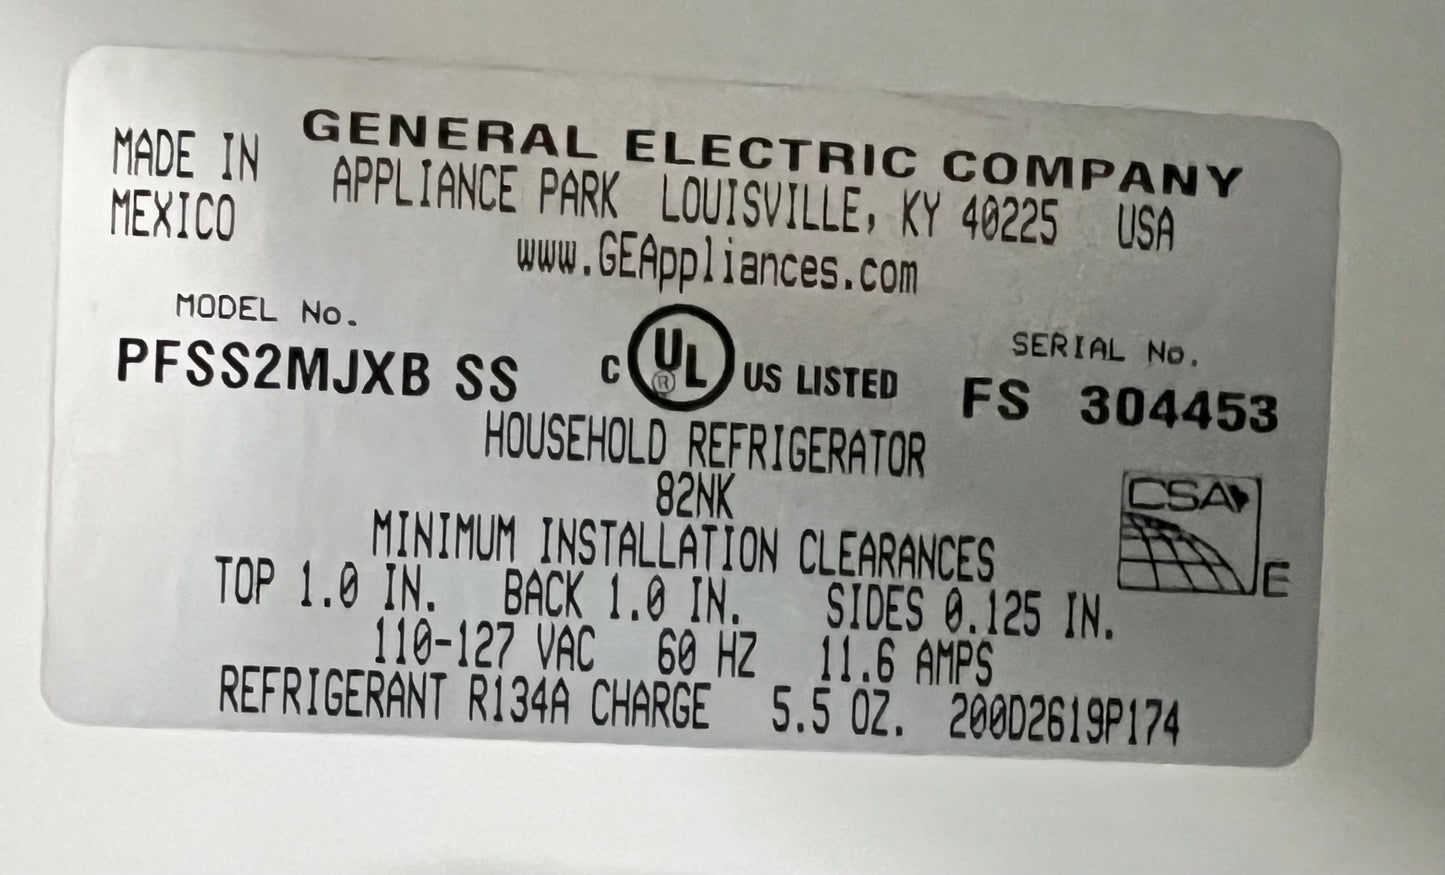 MADE IN
MEXICO
GENERAL ELECTRIC COMPANY
APPLIANCE PARK LOUISVILLE, KY 40225 USA
www.GEAppliances.com
MODEL No.
PFSS2MJXB SS
C UL® US LISTED
SERIAL No.
FS 304453
HOUSEHOLD REFRIGERATOR
82NK
CSA
E
MINIMUM INSTALLATION CLEARANCES
TOP 1.0 IN. BACK 1.0 IN. SIDES 0.125 IN.
110-127 VAC 60 HZ 11.6 AMPS
REFRIGERANT R134A CHARGE 5.5 OZ. 200D2619P174